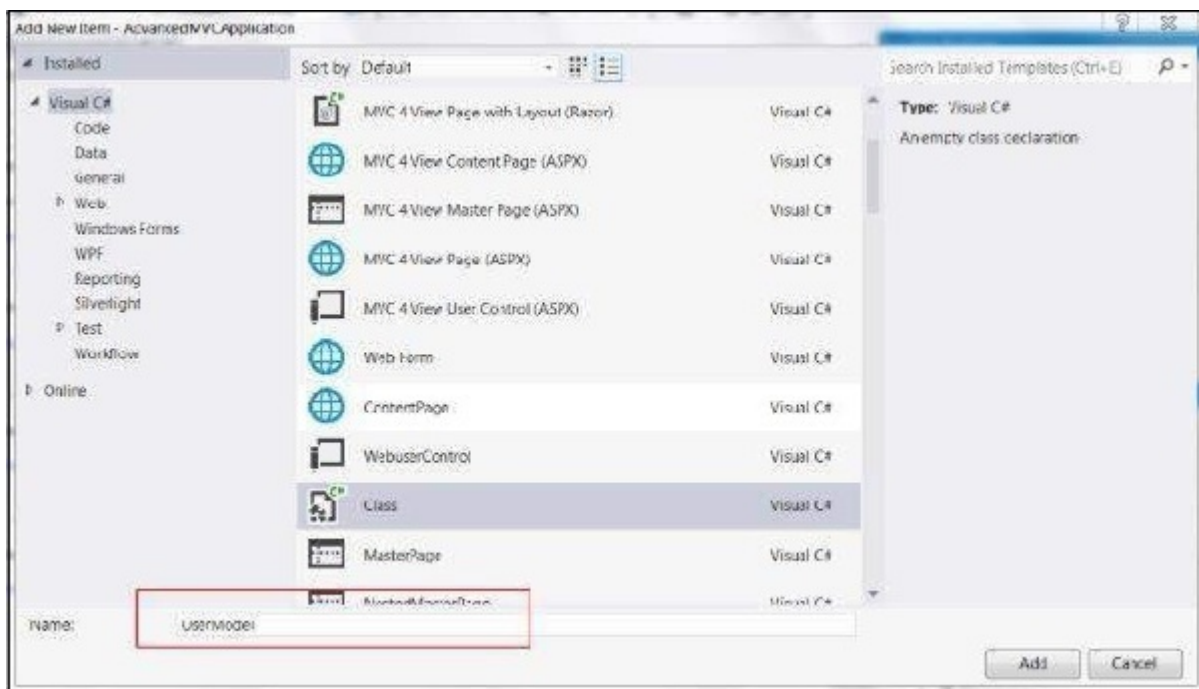 Add New Item - AdvancedMVCApplication
Installed
Sort by Default
Search Installed Templates (Ctrl+E)
Visual C#
Code
Data
General
Web
Windows Forms
WPF
Reporting
Silverlight
Test
Workflow
Online
MVC 4 View Page with Layout (Razor) Visual C#
MVC 4 View Content Page (ASPX) Visual C#
MVC 4 View Master Page (ASPX) Visual C#
MVC 4 View Page (ASPX) Visual C#
MVC 4 View User Control (ASPX) Visual C#
Web Form Visual C#
ContentPage Visual C#
WebuserControl Visual C#
Class Visual C#
MasterPage Visual C#
NestedMasterPage Visual C#
Type: Visual C#
An empty class declaration
Name: UserModel
Add Cancel